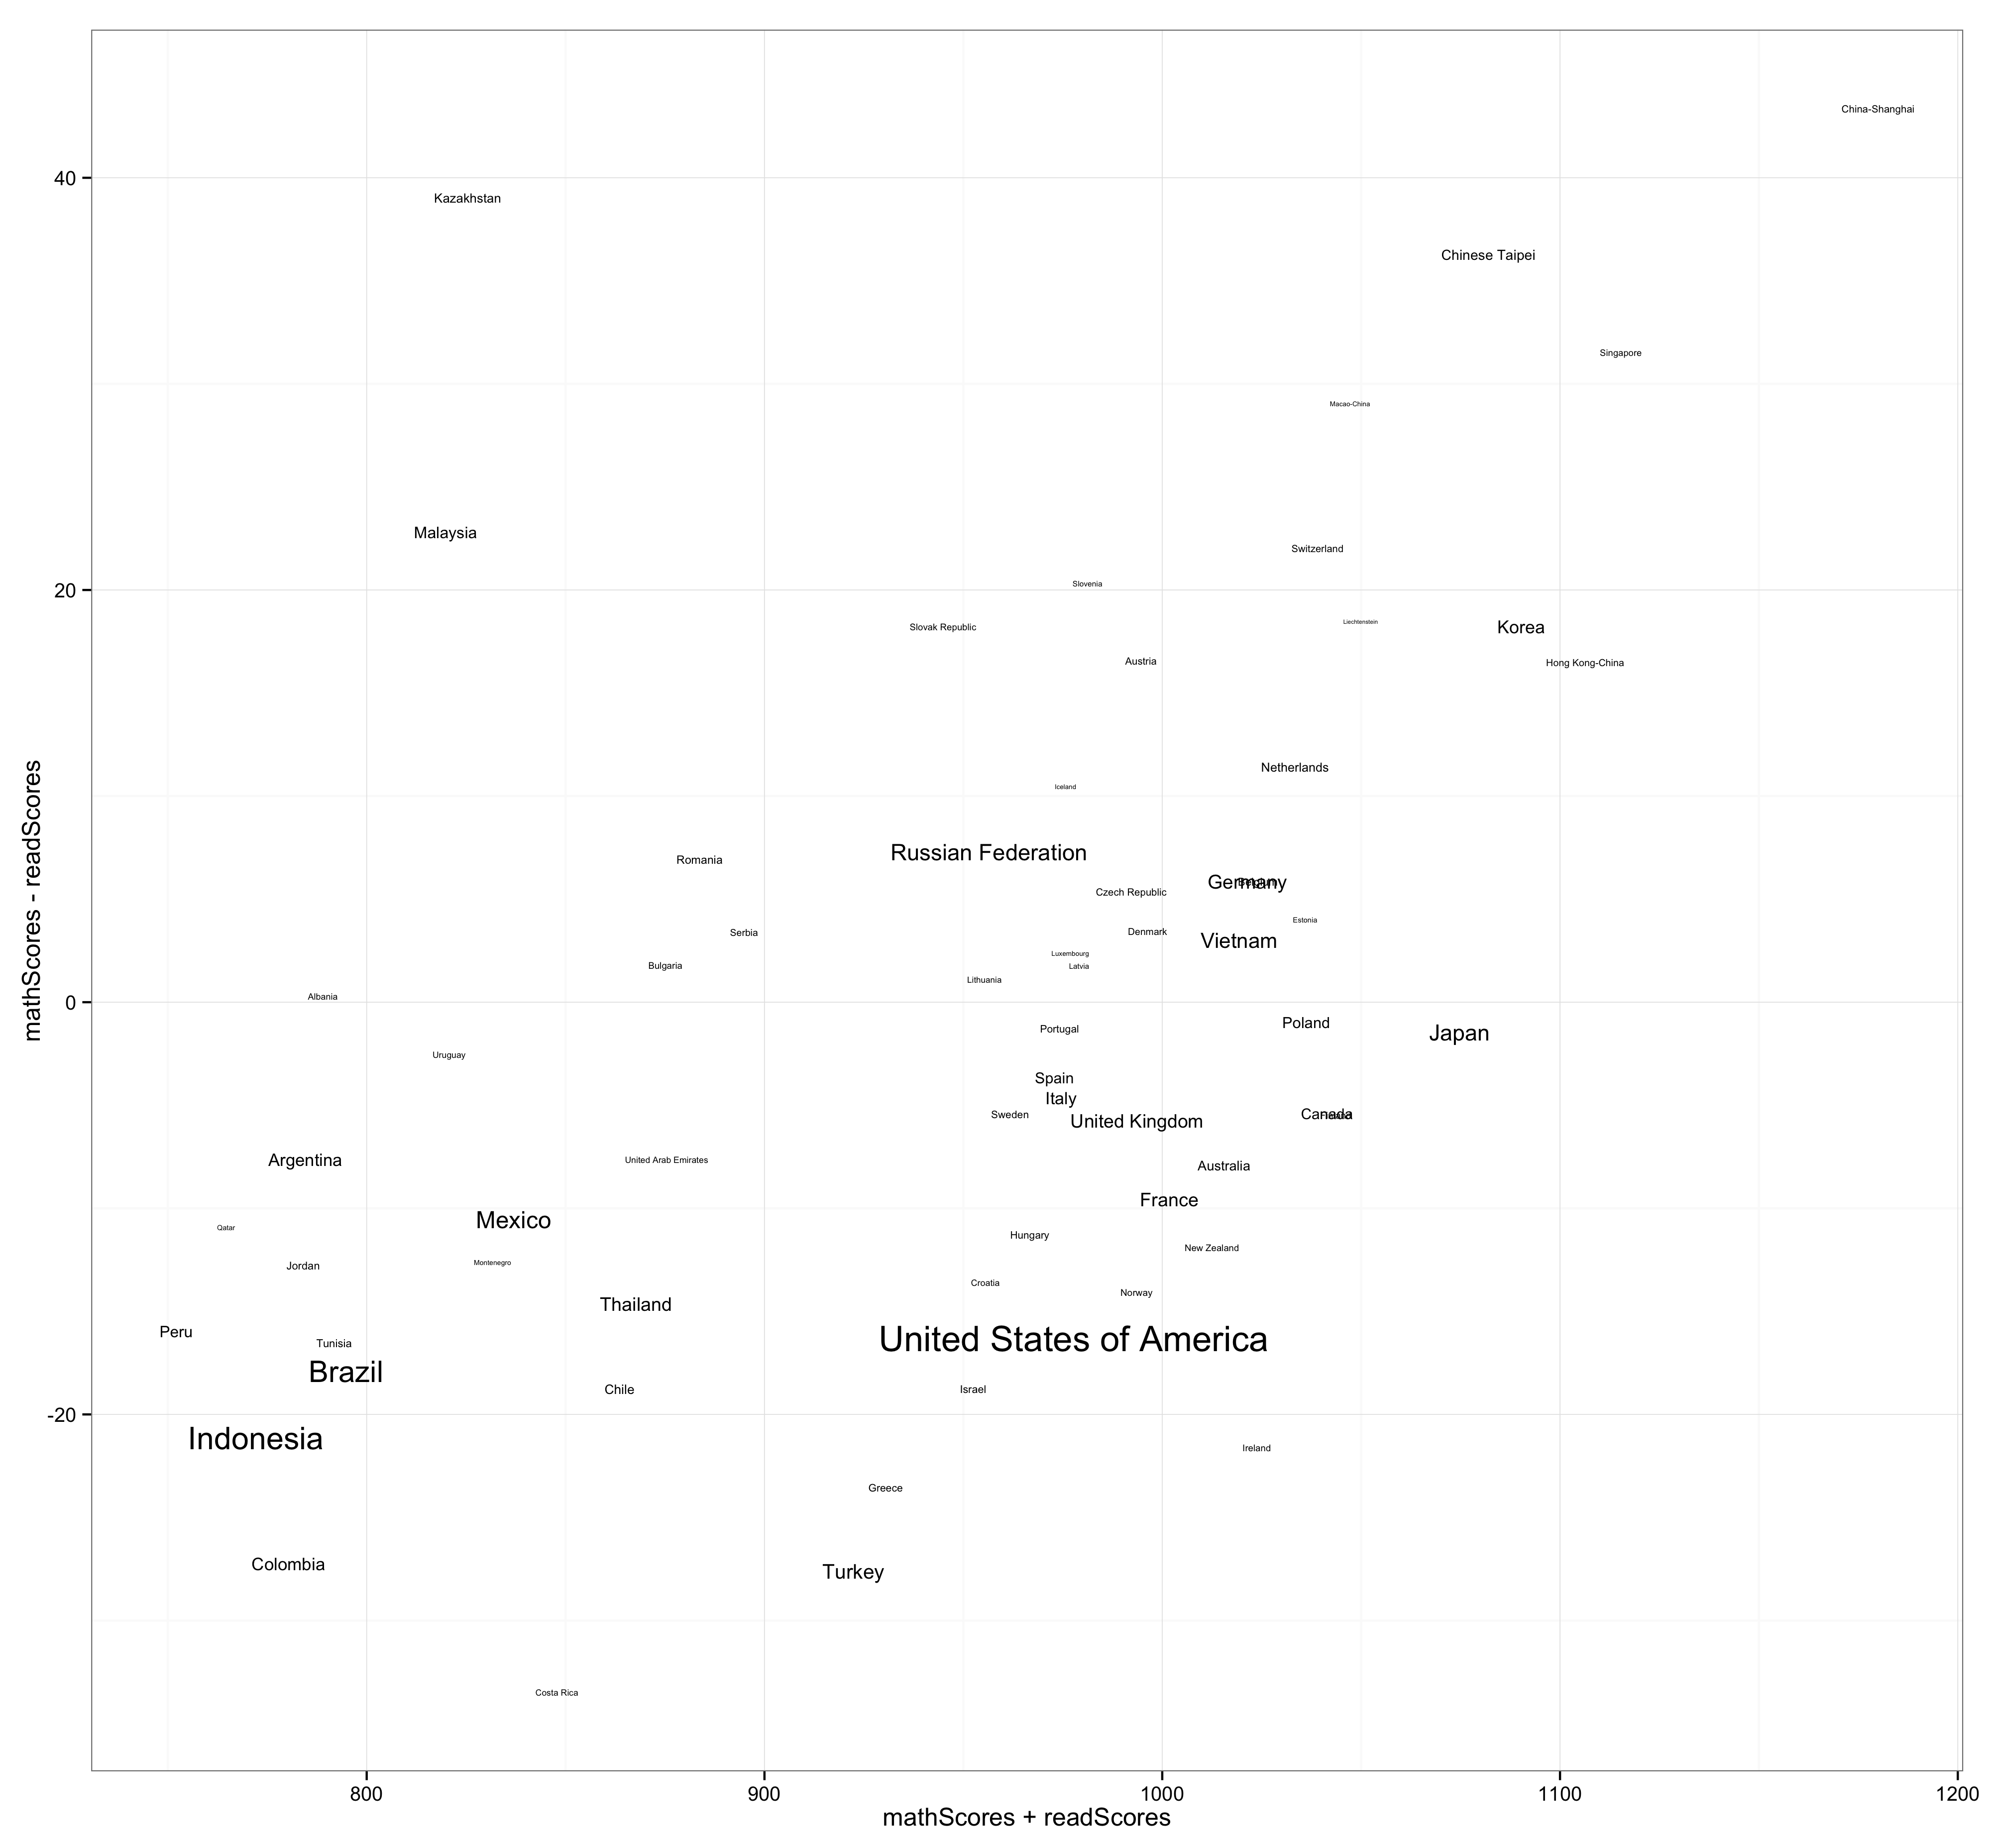 China-Shanghai
40
Kazakhstan
Chinese Taipei
Singapore
Macao-China
Malaysia
Switzerland
Slovenia
20
Liechtenstein
Slovak Republic
Korea
Austria
Hong Kong-China
Netherlands
Iceland
Russian Federation
Romania
Germany
Belgium
Czech Republic
Estonia
Denmark
Serbia
Vietnam
Luxembourg
Bulgaria
Latvia
Lithuania
Albania
0
mathScores - readScores
Poland
Portugal
Japan
Uruguay
Spain
Italy
Canada
Sweden
United Kingdom
Argentina
United Arab Emirates
Australia
France
Mexico
Qatar
Hungary
New Zealand
Montenegro
Jordan
Croatia
Norway
Thailand
Peru
United States of America
Tunisia
Brazil
Chile
Israel
-20
Indonesia
Ireland
Greece
Colombia
Turkey
Costa Rica
800
900
1000
1100
1200
mathScores + readScores